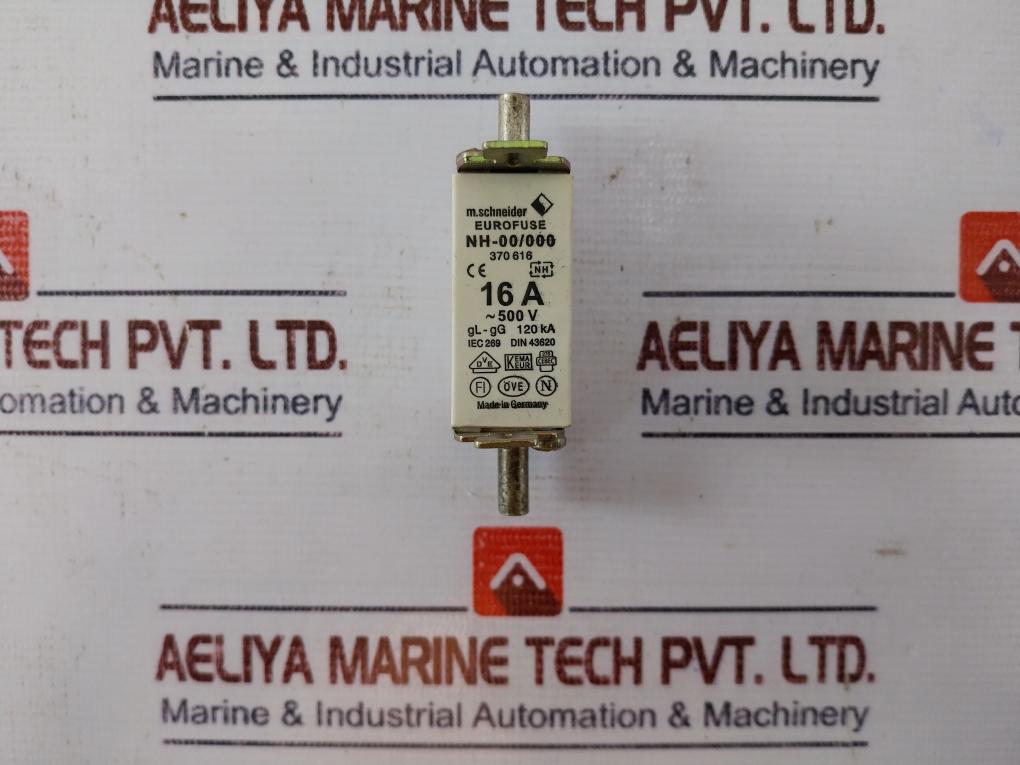 AELIYA MARINE TECH PVT. LTD.
Marine & Industrial Automation & Machinery
m.schneider
EUROFUSE
NH-00/000
370 616
CE NH
16 A
~500 V
gL-gG 120 kA
IEC 269 DIN 43620
DVE KEMA KEUR CEBEC
FI ÖVE N
Made in Germany
TECH PVT. LTD.
omation & Machinery
AELIYA MARINE
Marine & Industrial Auto
AELIYA MARINE TECH PVT. LTD.
Marine & Industrial Automation & Machinery